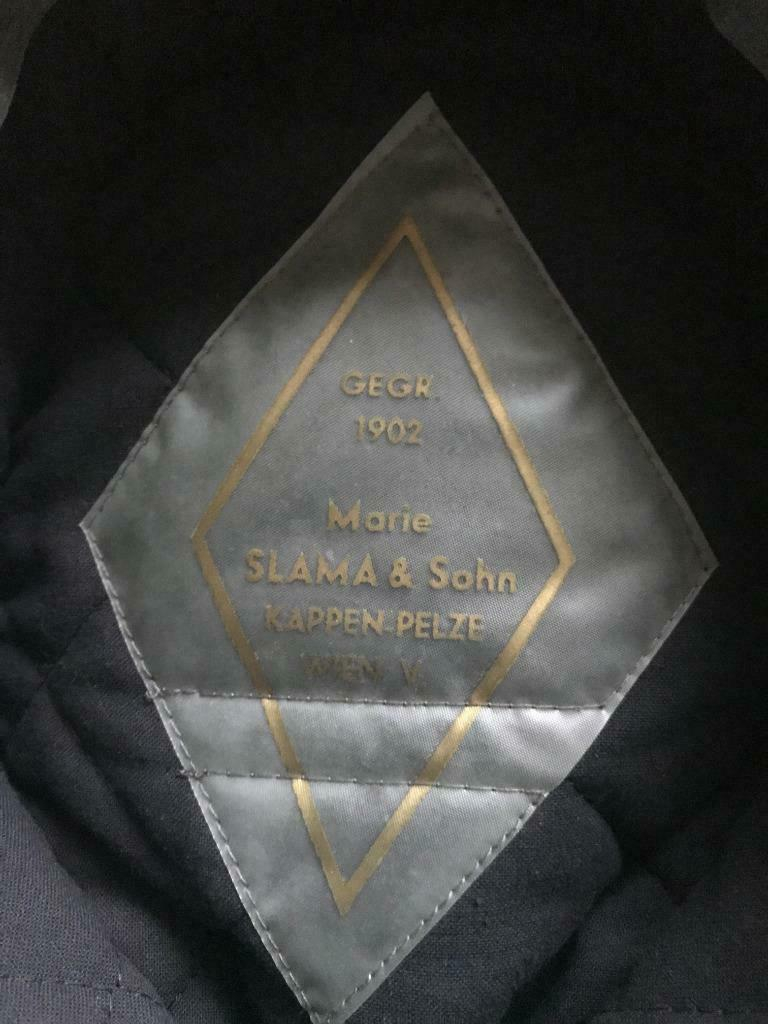 GEGR.
1902
Marie
SLAMA & Sohn
KAPPEN-PELZE
WIEN V.